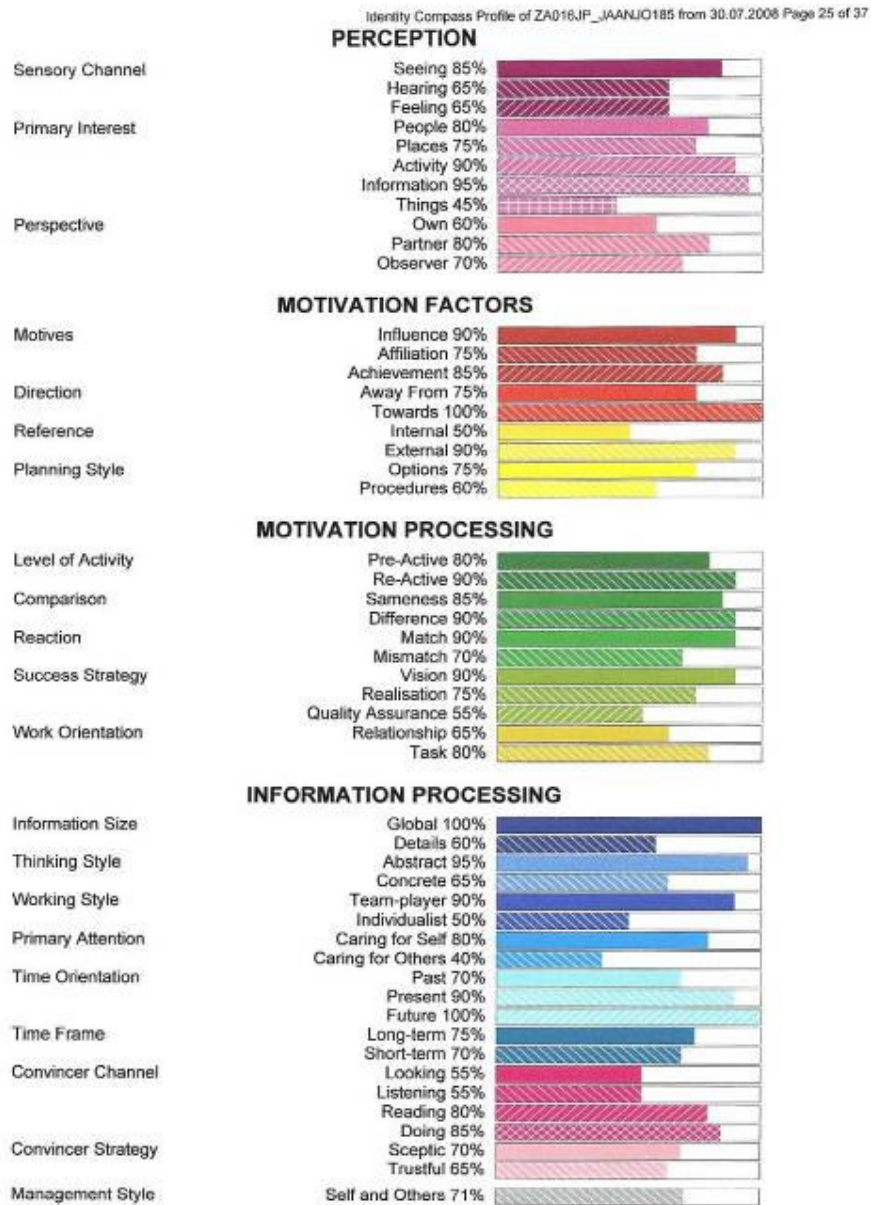 Identity Compass Profile of ZA016JP_JAANJO185 from 30.07.2008 Page 25 of 37
PERCEPTION
Sensory Channel Seeing 85%
Hearing 65%
Feeling 65%
Primary Interest People 80%
Places 75%
Activity 90%
Information 95%
Things 45%
Perspective Own 60%
Partner 80%
Observer 70%
MOTIVATION FACTORS
Motives Influence 90%
Affiliation 75%
Achievement 85%
Direction Away From 75%
Towards 100%
Reference Internal 50%
External 90%
Planning Style Options 75%
Procedures 60%
MOTIVATION PROCESSING
Level of Activity Pre-Active 80%
Re-Active 90%
Comparison Sameness 85%
Difference 90%
Reaction Match 90%
Mismatch 70%
Success Strategy Vision 90%
Realisation 75%
Quality Assurance 55%
Work Orientation Relationship 65%
Task 80%
INFORMATION PROCESSING
Information Size Global 100%
Details 60%
Thinking Style Abstract 95%
Concrete 65%
Working Style Team-player 90%
Individualist 50%
Primary Attention Caring for Self 80%
Caring for Others 40%
Time Orientation Past 70%
Present 90%
Future 100%
Time Frame Long-term 75%
Short-term 70%
Convincer Channel Looking 55%
Listening 55%
Reading 80%
Doing 85%
Convincer Strategy Sceptic 70%
Trustful 65%
Management Style Self and Others 71%